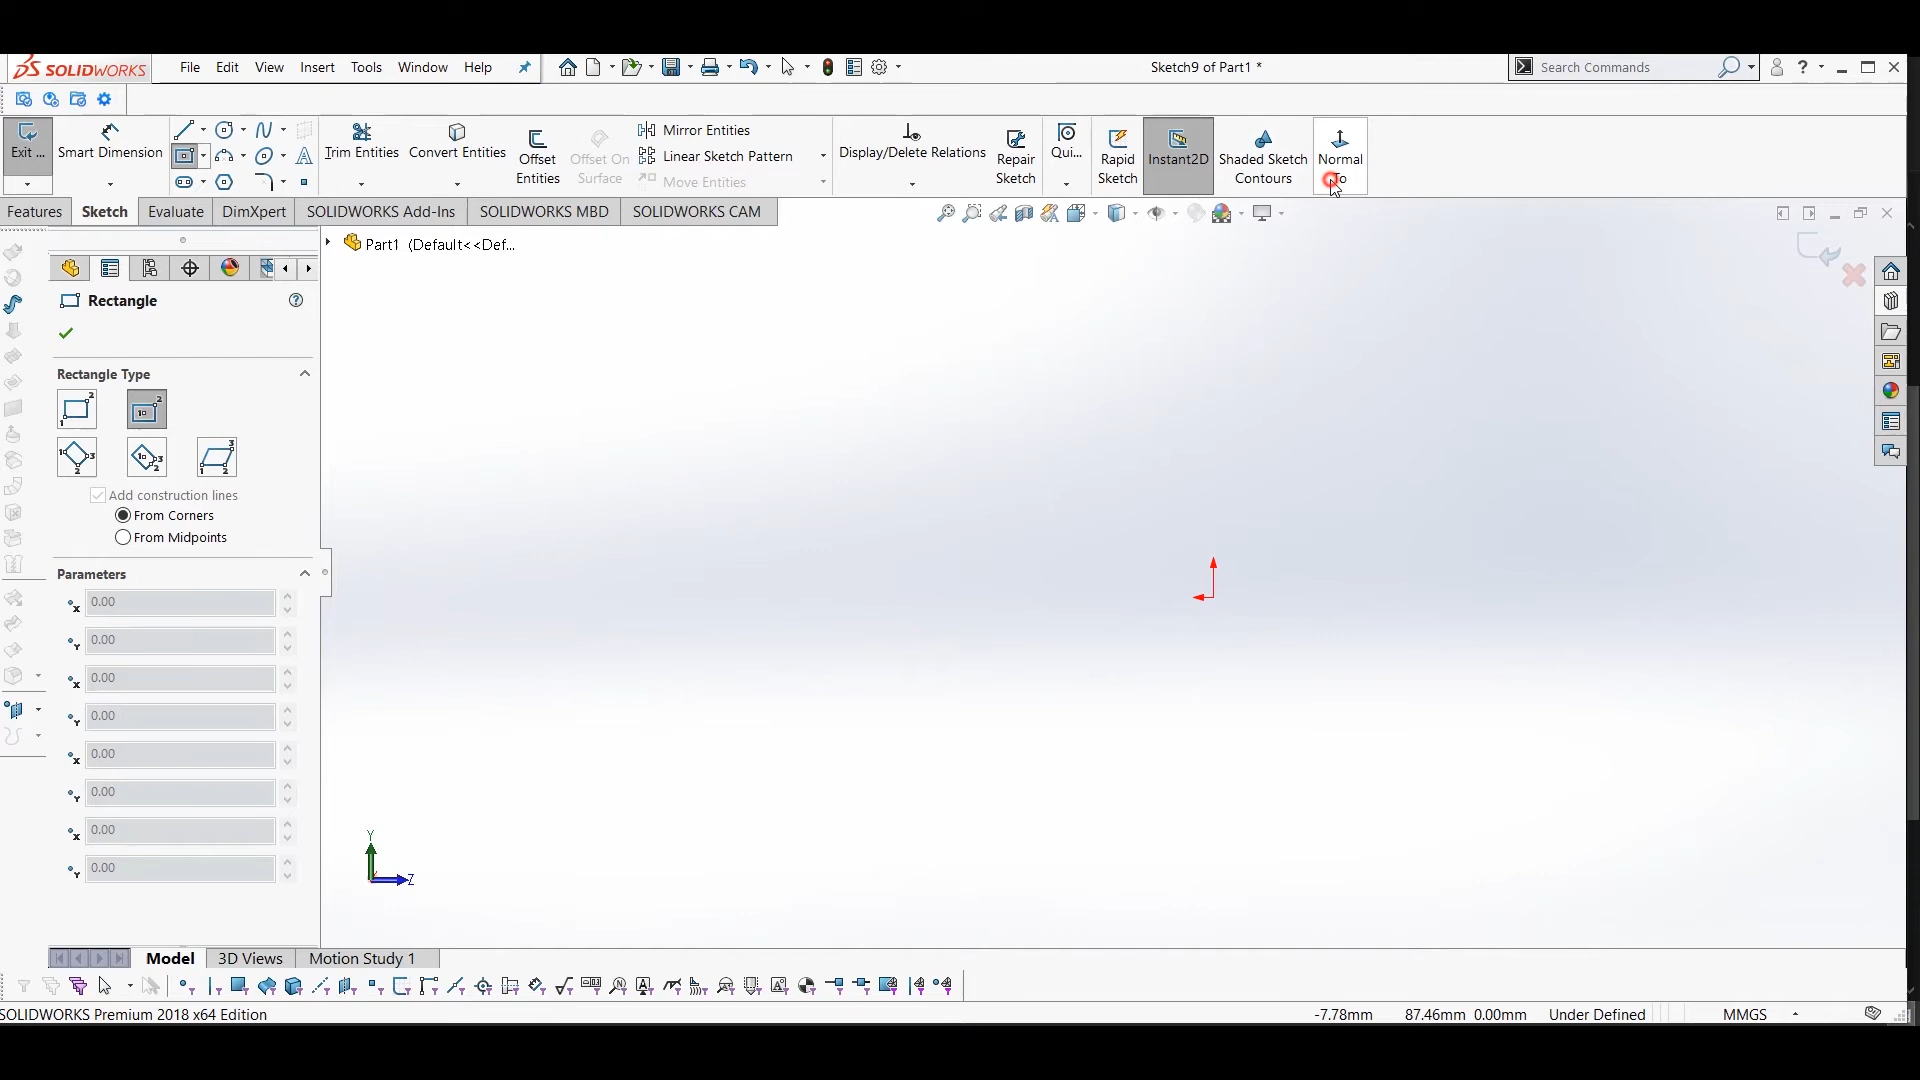 SOLIDWORKS File Edit View Insert Tools Window Help Sketch9 of Part1 * Search Commands ?
Exit ... Smart Dimension Trim Entities Convert Entities Offset Entities Offset On Surface Mirror Entities Linear Sketch Pattern Move Entities Display/Delete Relations Repair Sketch Qui... Rapid Sketch Instant2D Shaded Sketch Contours Normal To
Features Sketch Evaluate DimXpert SOLIDWORKS Add-Ins SOLIDWORKS MBD SOLIDWORKS CAM
Part1 (Default<<Def...
Rectangle
Rectangle Type
Add construction lines
From Corners
From Midpoints
Parameters
x 0.00
Y 0.00
x 0.00
Y 0.00
x 0.00
Y 0.00
x 0.00
Y 0.00
Y
Z
Model 3D Views Motion Study 1
SOLIDWORKS Premium 2018 x64 Edition -7.78mm 87.46mm 0.00mm Under Defined MMGS